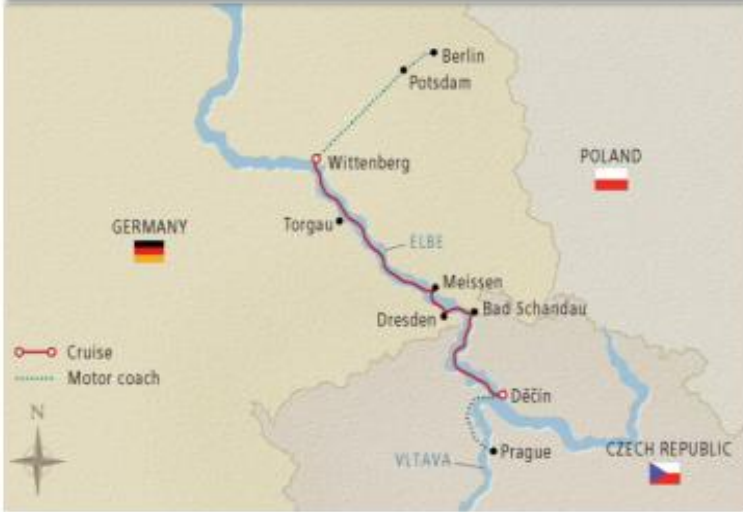 Berlin
Potsdam
Wittenberg
POLAND
GERMANY
Torgau
ELBE
Meissen
Bad Schandau
Dresden
Cruise
Motor coach
Děčín
N
Prague
CZECH REPUBLIC
VLTAVA